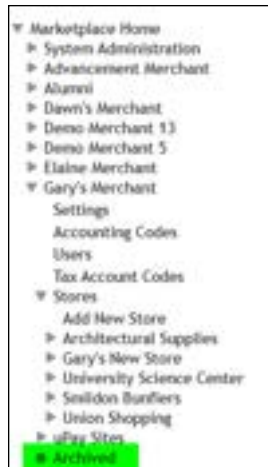 Marketplace Home
System Administration
Advancement Merchant
Alumni
Dawn's Merchant
Demo Merchant 13
Demo Merchant 5
Elaine Merchant
Gary's Merchant
Settings
Accounting Codes
Users
Tax Account Codes
Stores
Add New Store
Architectural Supplies
Gary's New Store
University Science Center
Smildon Bunfiers
Union Shopping
uPay Sites
Archived